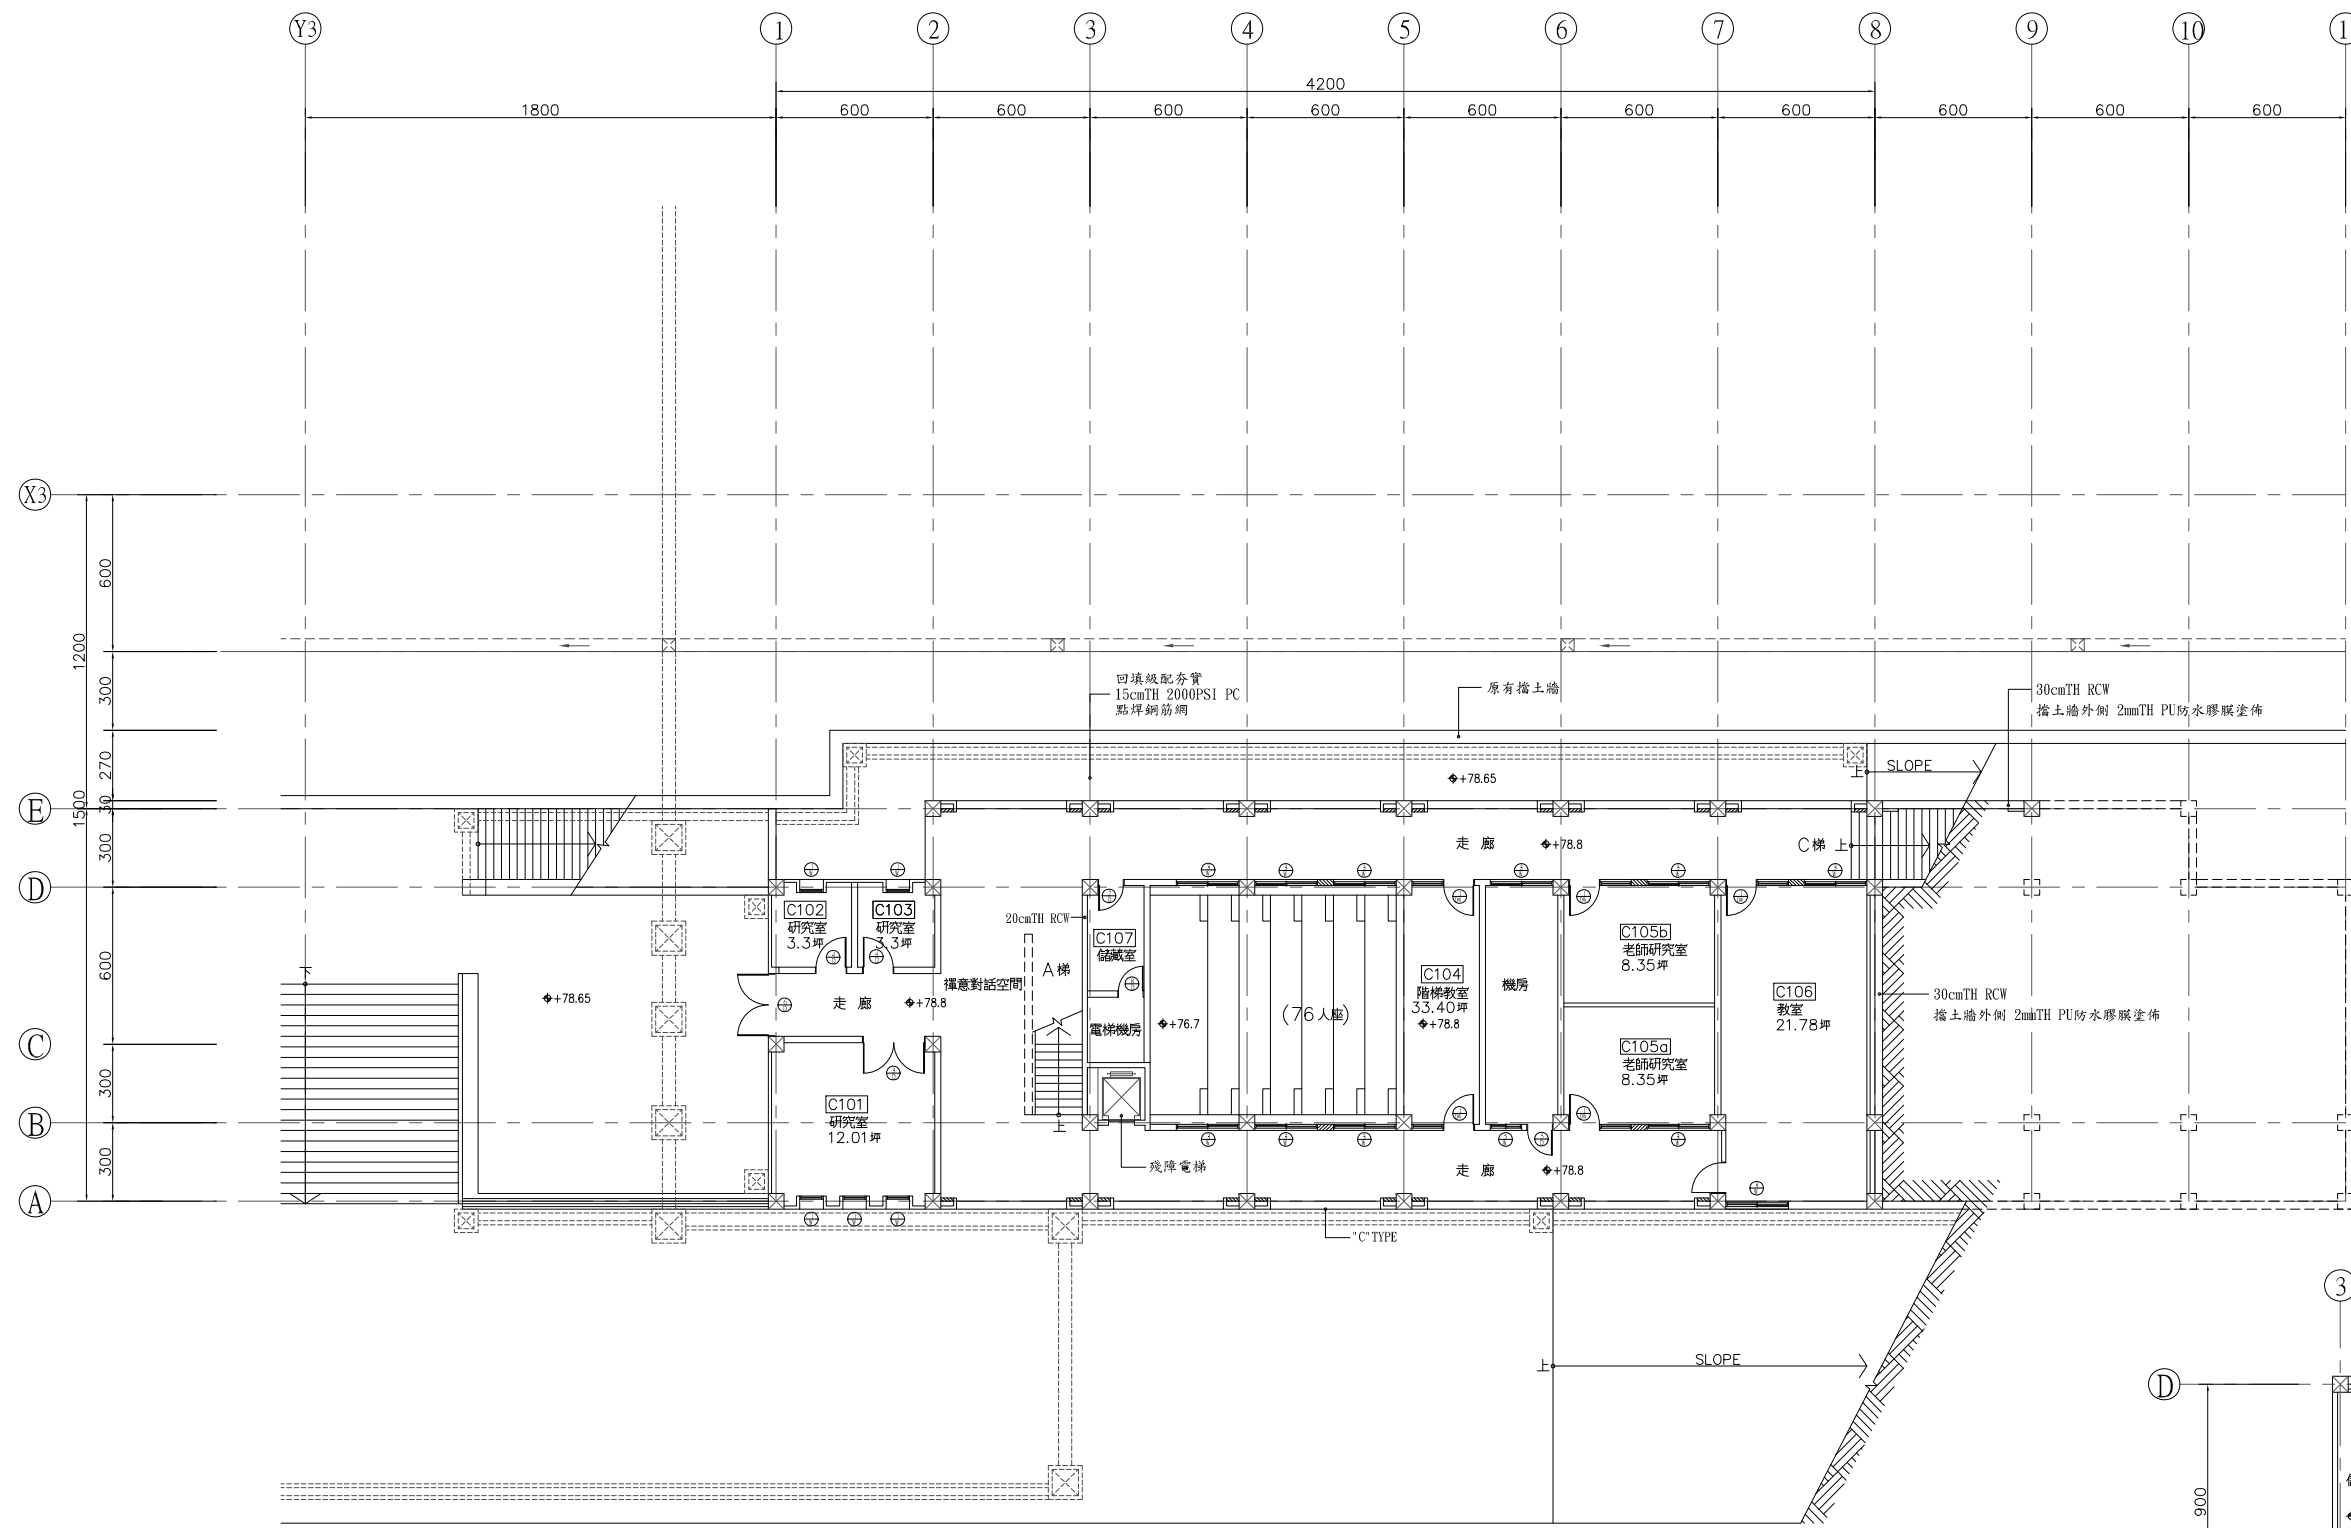 Y3 1 2 3 4 5 6 7 8 9 10
4200
1800 600 600 600 600 600 600 600 600 600 600
X3
600
1200
300
270
30
1500
E
300
D
600
C
300
B
300
A
回填級配夯實
15cmTH 2000PSI PC
點焊鋼筋網
原有擋土牆
30cmTH RCW
擋土牆外側 2mmTH PU防水膠膜塗佈
+78.65
上 SLOPE
走 廊 +78.8
C梯 上
C102
研究室
3.3坪
C103
研究室
3.3坪
20cmTH RCW
C107
儲藏室
A梯
禪意對話空間
下
+78.65
走 廊 +78.8
電梯機房
+76.7
(76人座)
C104
階梯教室
33.40坪
+78.8
機房
C105b
老師研究室
8.35坪
C106
教室
21.78坪
30cmTH RCW
擋土牆外側 2mmTH PU防水膠膜塗佈
C105a
老師研究室
8.35坪
C101
研究室
12.01坪
上
殘障電梯
走 廊 +78.8
"C"TYPE
上 SLOPE
3
D
900